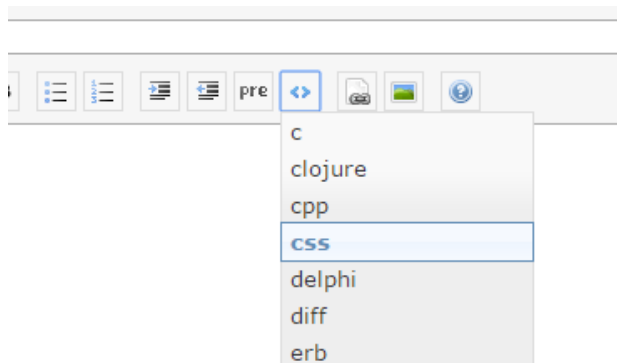 pre <>
c
clojure
cpp
css
delphi
diff
erb